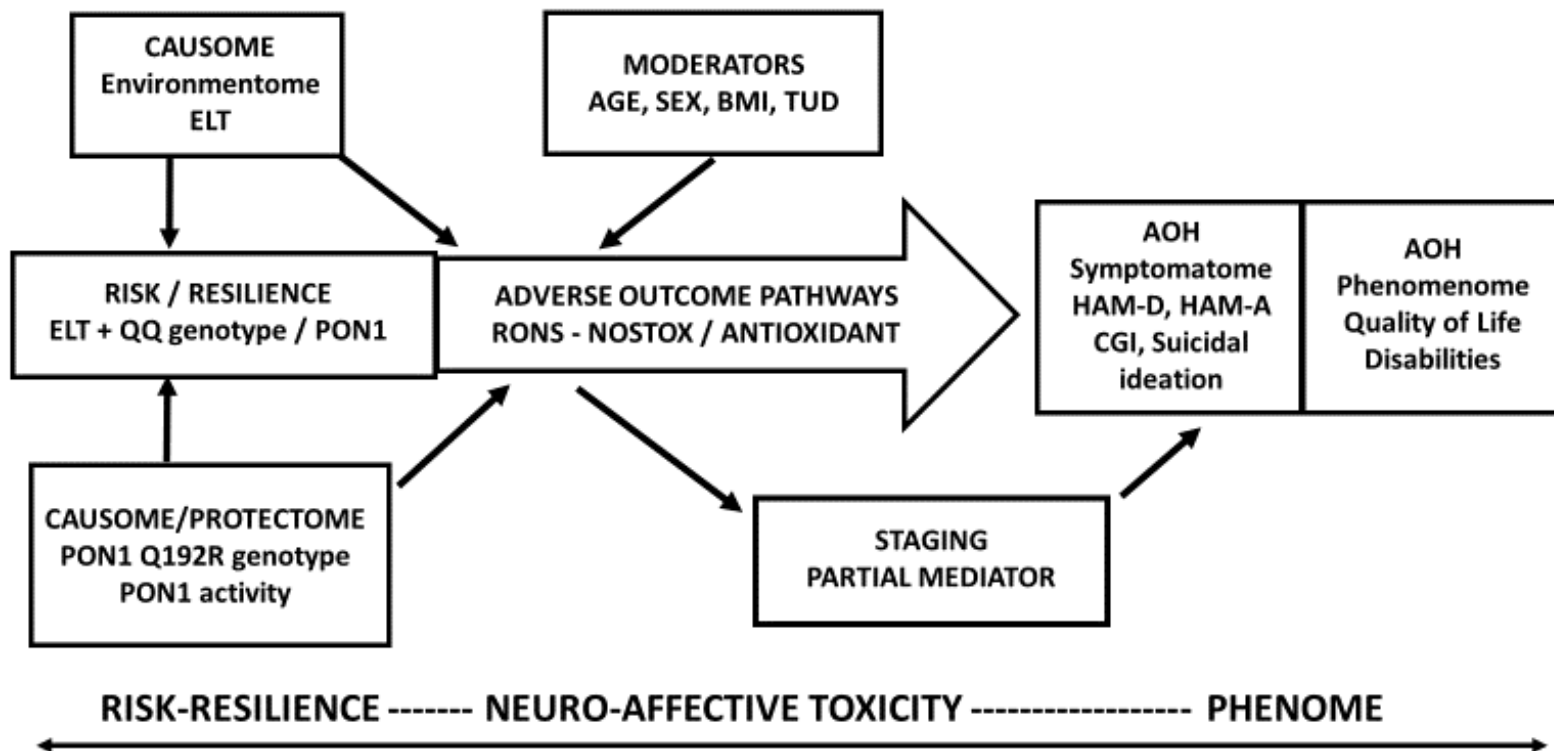 CAUSOME
Environmentome
ELT
MODERATORS
AGE, SEX, BMI, TUD
RISK / RESILIENCE
ELT + QQ genotype / PON1
ADVERSE OUTCOME PATHWAYS
RONS - NOSTOX / ANTIOXIDANT
AOH
Symptomatome
HAM-D, HAM-A
CGI, Suicidal
ideation
AOH
Phenomenome
Quality of Life
Disabilities
CAUSOME/PROTECTOME
PON1 Q192R genotype
PON1 activity
STAGING
PARTIAL MEDIATOR
RISK-RESILIENCE ------- NEURO-AFFECTIVE TOXICITY ------------------ PHENOME